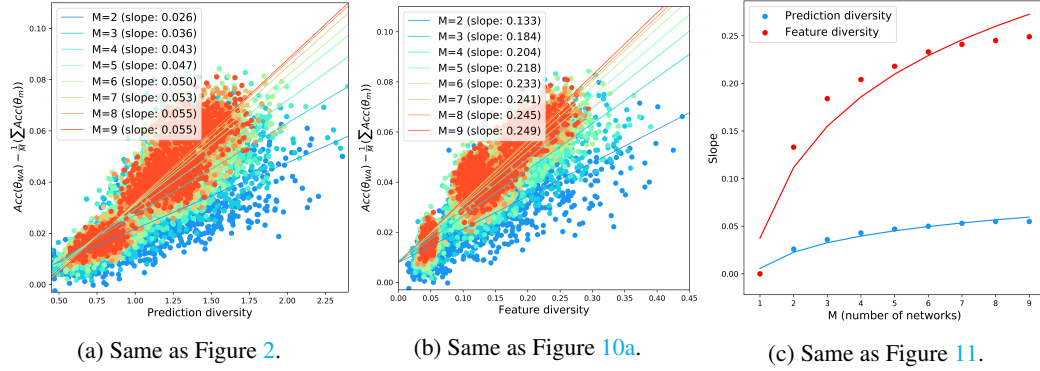 0.10
0.08
0.06
0.04
0.02
0.00
Acc(θ_WA) − 1/M ∑ Acc(θ_m)
M=2 (slope: 0.026)
M=3 (slope: 0.036)
M=4 (slope: 0.043)
M=5 (slope: 0.047)
M=6 (slope: 0.050)
M=7 (slope: 0.053)
M=8 (slope: 0.055)
M=9 (slope: 0.055)
0.50 0.75 1.00 1.25 1.50 1.75 2.00 2.25
Prediction diversity
(a) Same as Figure 2.
0.10
0.08
0.06
0.04
0.02
0.00
Acc(θ_WA) − 1/M ∑ Acc(θ_m)
M=2 (slope: 0.133)
M=3 (slope: 0.184)
M=4 (slope: 0.204)
M=5 (slope: 0.218)
M=6 (slope: 0.233)
M=7 (slope: 0.241)
M=8 (slope: 0.245)
M=9 (slope: 0.249)
0.00 0.05 0.10 0.15 0.20 0.25 0.30 0.35 0.40 0.45
Feature diversity
(b) Same as Figure 10a.
Prediction diversity
Feature diversity
0.25
0.20
0.15
0.10
0.05
0.00
Slope
1 2 3 4 5 6 7 8 9
M (number of networks)
(c) Same as Figure 11.